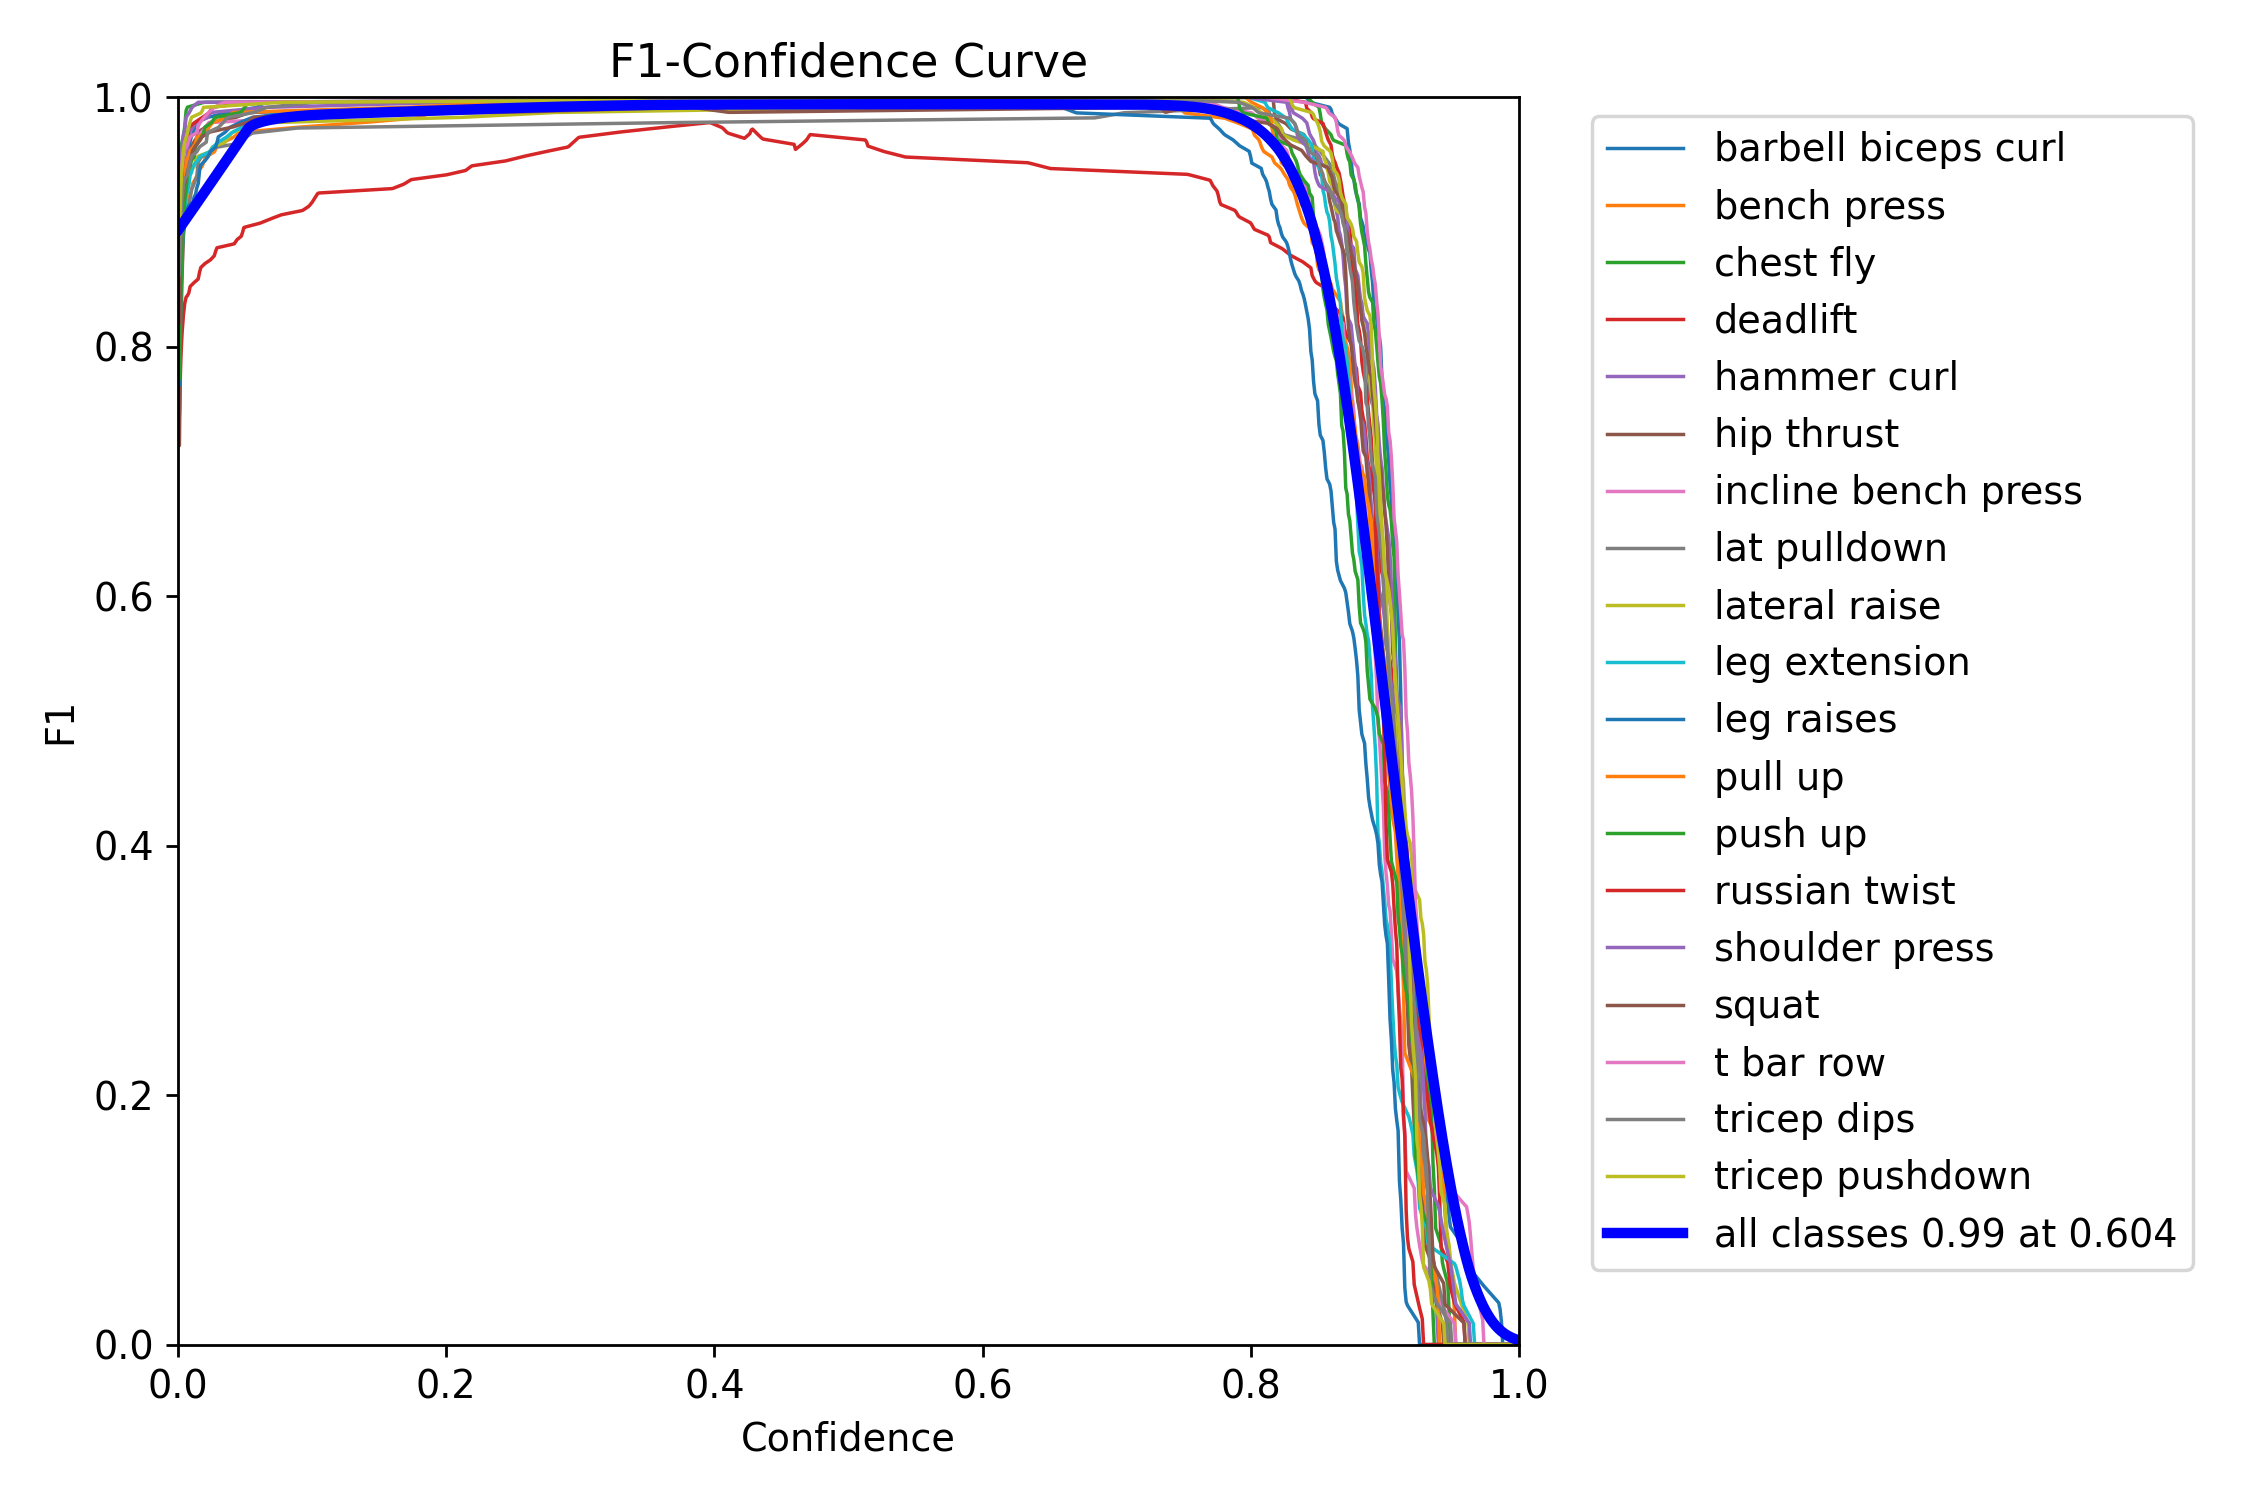 F1-Confidence Curve
1.0
0.8
0.6
0.4
0.2
0.0
F1
0.0 0.2 0.4 0.6 0.8 1.0
Confidence
barbell biceps curl
bench press
chest fly
deadlift
hammer curl
hip thrust
incline bench press
lat pulldown
lateral raise
leg extension
leg raises
pull up
push up
russian twist
shoulder press
squat
t bar row
tricep dips
tricep pushdown
all classes 0.99 at 0.604